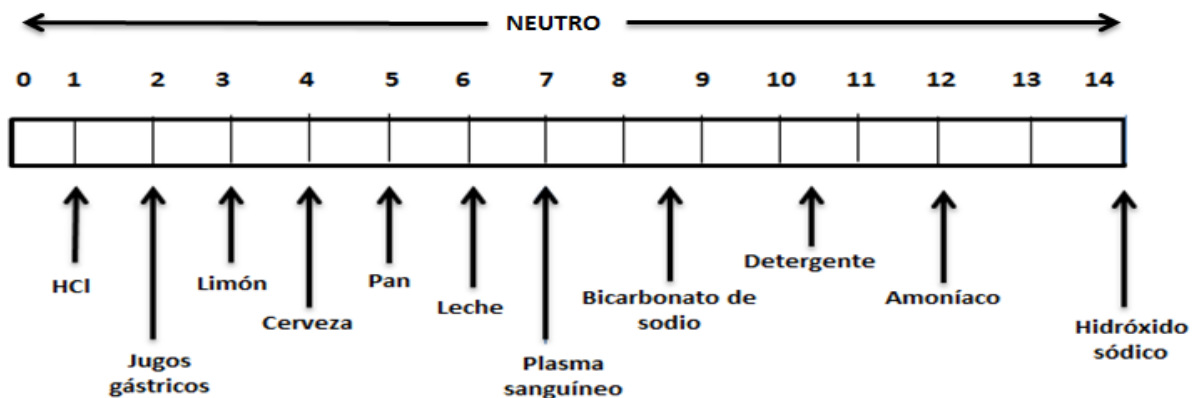 NEUTRO
0 1 2 3 4 5 6 7 8 9 10 11 12 13 14
HCl
Jugos
gástricos
Limón
Cerveza
Pan
Leche
Plasma
sanguíneo
Bicarbonato de
sodio
Detergente
Amoníaco
Hidróxido
sódico